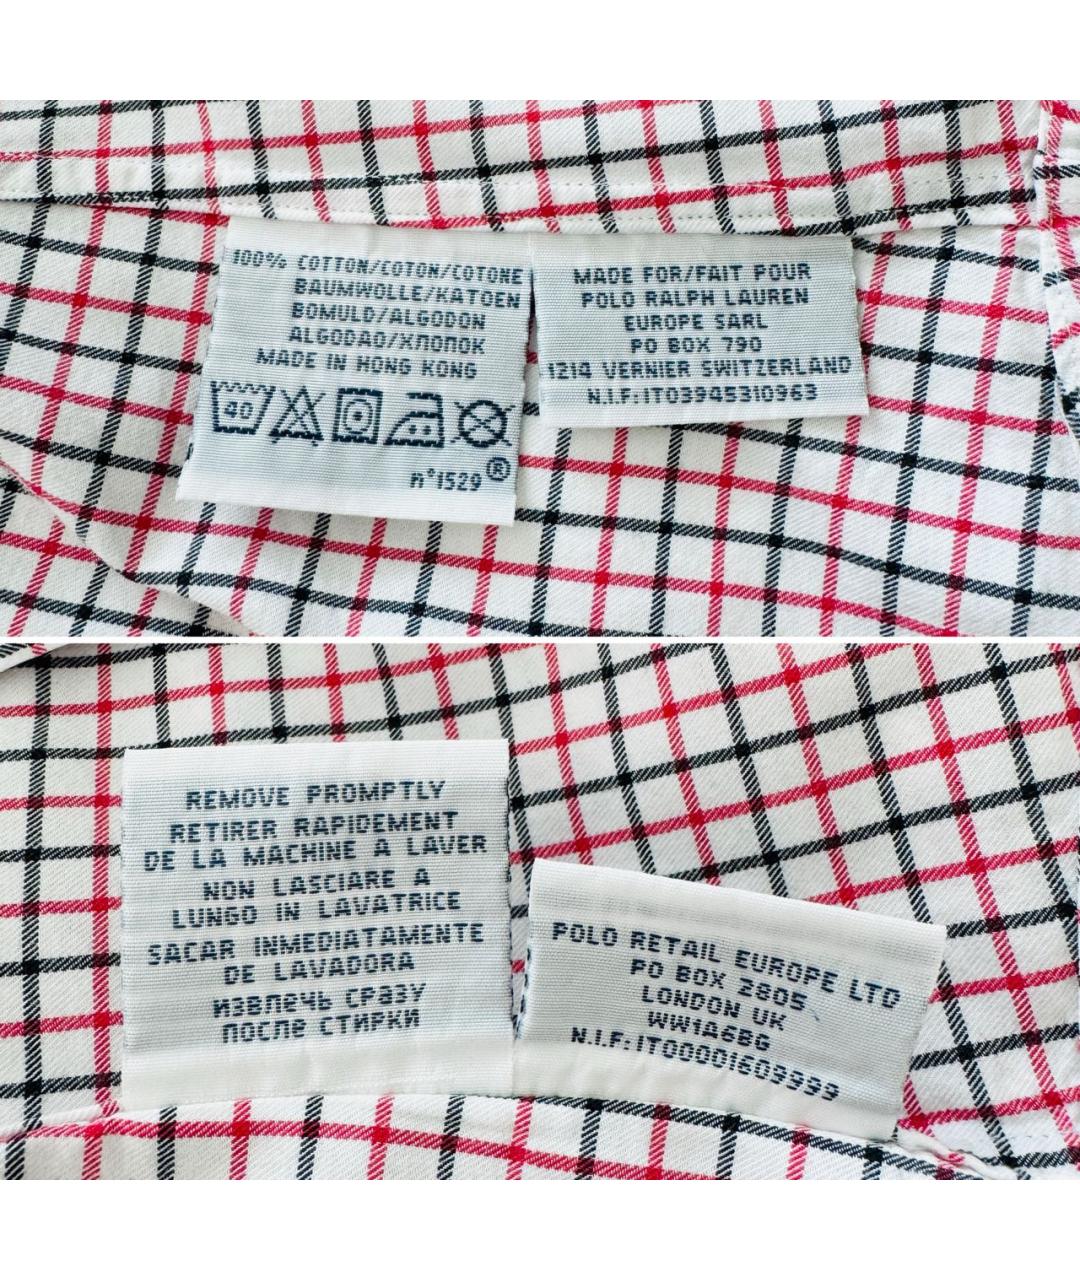 100% COTTON/COTON/COTONE
BAUMWOLLE/KATOEN
BOMULD/ALGODON
ALGODAO/ХЛОПОК
MADE IN HONG KONG
40
n°1529®
MADE FOR/FAIT POUR
POLO RALPH LAUREN
EUROPE SARL
PO BOX 790
1214 VERNIER SWITZERLAND
N.I.F:IT03945310963
REMOVE PROMPTLY
RETIRER RAPIDEMENT
DE LA MACHINE A LAVER
NON LASCIARE A
LUNGO IN LAVATRICE
SACAR INMEDIATAMENTE
DE LAVADORA
ИЗВЛЕЧЬ СРАЗУ
ПОСЛЕ СТИРКИ
POLO RETAIL EUROPE LTD
PO BOX 2805
LONDON UK
WW1A6BG
N.I.F:IT00001609999